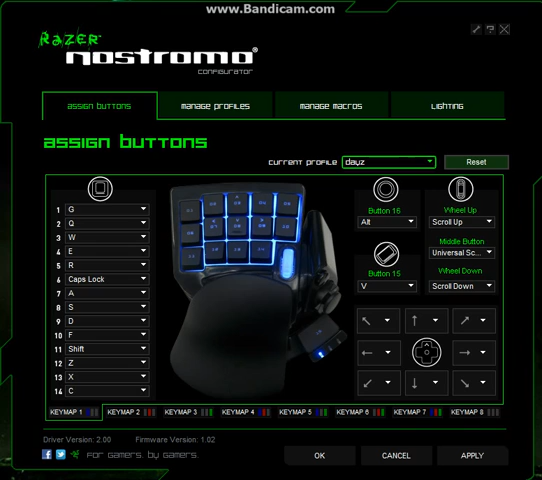 www.Bandicam.com
RAZER
nostromo®
CONFIGURATOR
ASSIGN BUTTONS
MANAGE PROFILES
MANAGE MACROS
LIGHTING
ASSIGN BUTTONS
CURRENT PROFILE dayz Reset
1 G
2 Q
3 W
4 E
5 R
6 Caps Lock
7 A
8 S
9 D
10 F
11 Shift
12 Z
13 X
14 C
Button 16
Alt
Button 15
V
Wheel Up
Scroll Up
Middle Button
Universal Sc...
Wheel Down
Scroll Down
KEYMAP 1 KEYMAP 2 KEYMAP 3 KEYMAP 4 KEYMAP 5 KEYMAP 6 KEYMAP 7 KEYMAP 8
Driver Version: 2.00 Firmware Version: 1.02
FOR GAMERS. BY GAMERS.
OK CANCEL APPLY